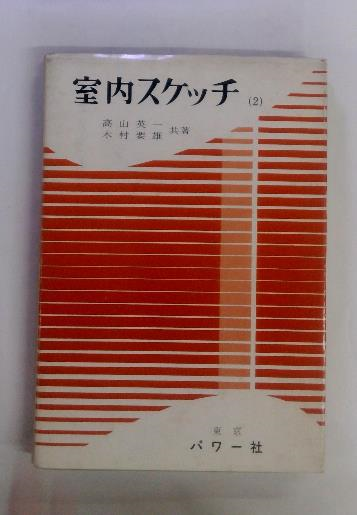 室内スケッチ (2)
高山英一
木村要雄 共著
東京
パワー社